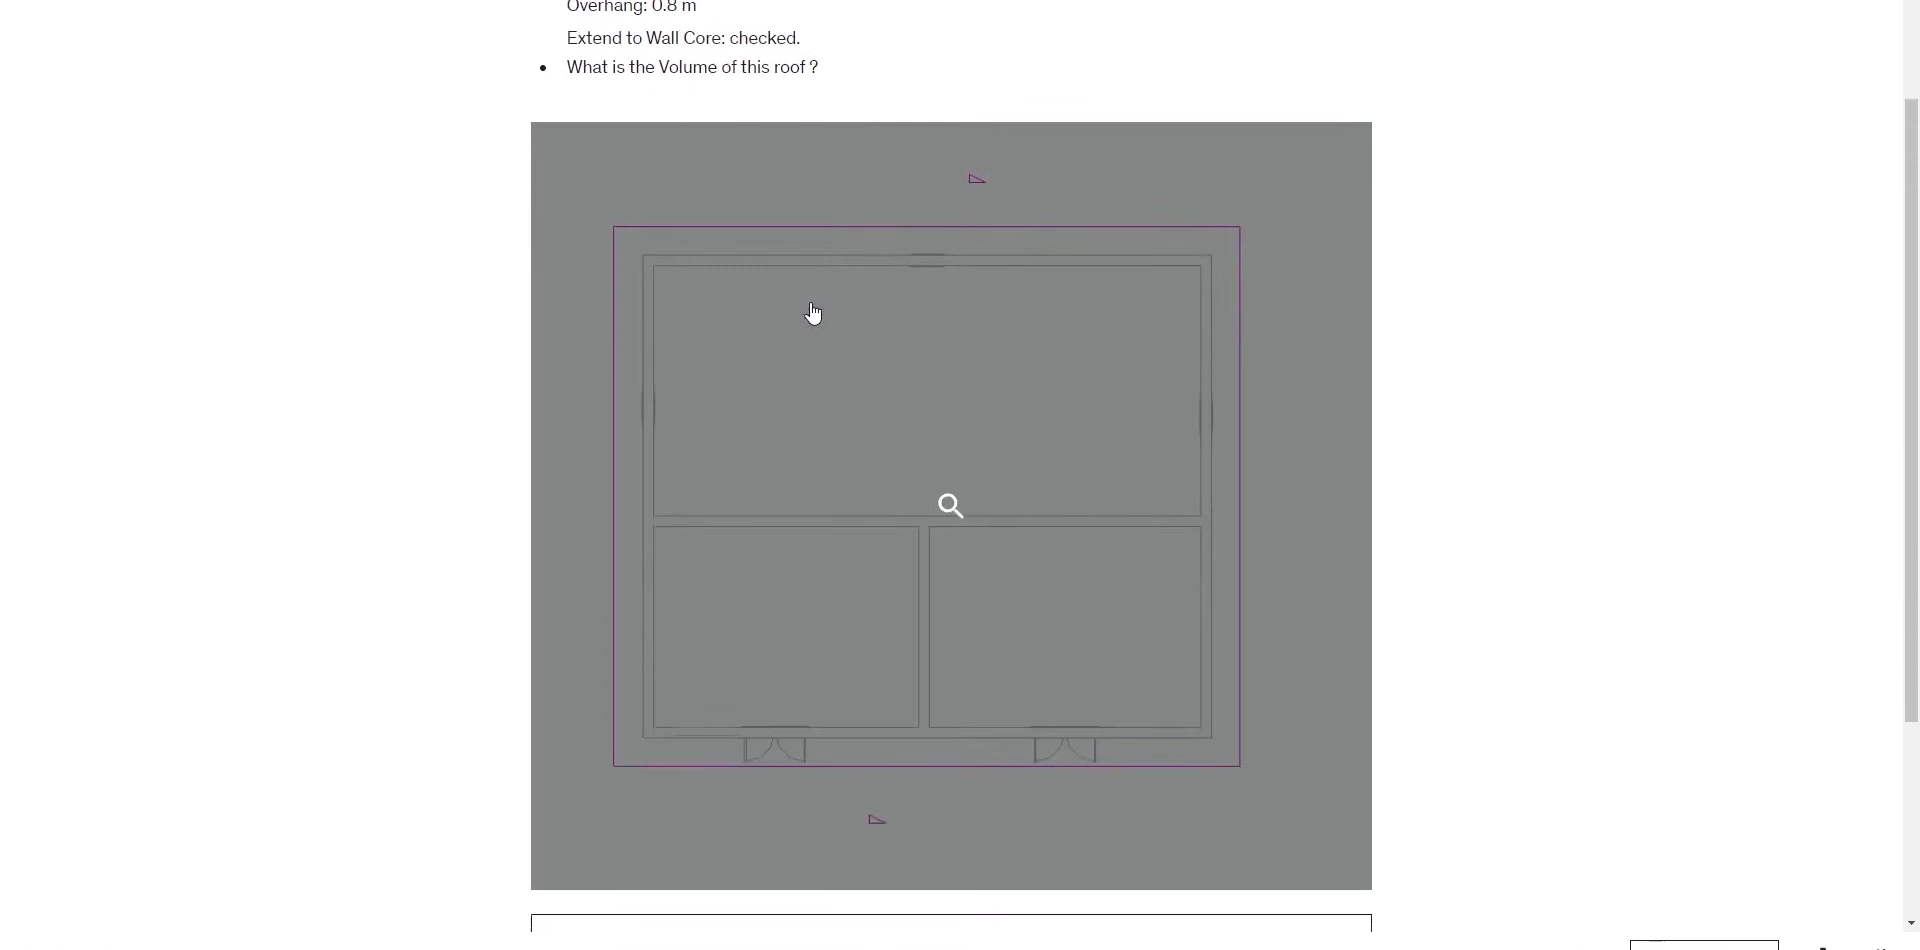 Overhang: 0.8 m
Extend to Wall Core: checked.
• What is the Volume of this roof ?